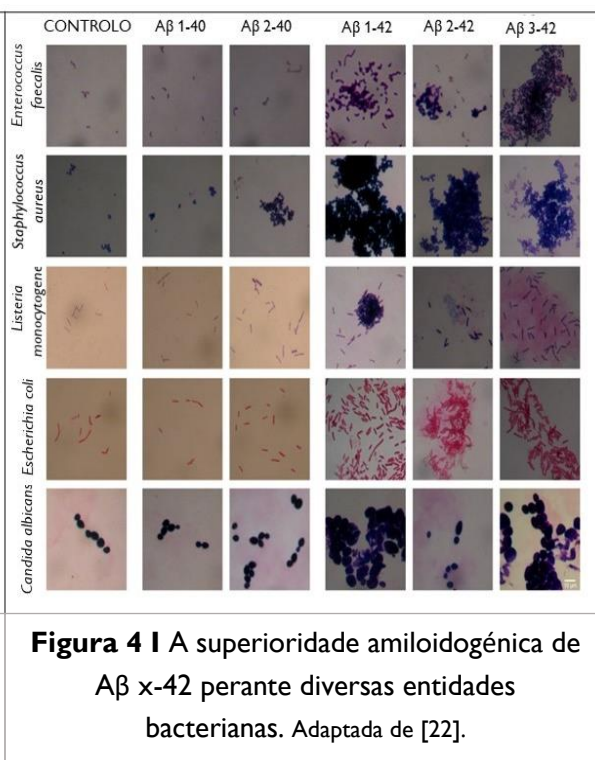 CONTROLO Aβ 1-40 Aβ 2-40 Aβ 1-42 Aβ 2-42 Aβ 3-42
Enterococcus
faecalis
Staphylococcus
aureus
Listeria
monocytogene
Escherichia coli
Candida albicans
Figura 4 I A superioridade amiloidogénica de
Aβ x-42 perante diversas entidades
bacterianas. Adaptada de [22].